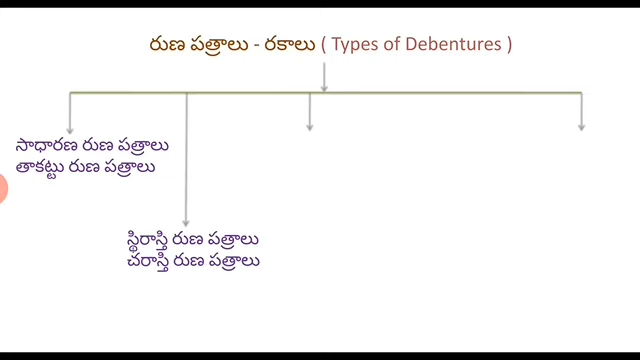 రుణ పత్రాలు - రకాలు ( Types of Debentures )
సాధారణ రుణ పత్రాలు
తాకట్టు రుణ పత్రాలు
స్థిరాస్తి రుణ పత్రాలు
చరాస్తి రుణ పత్రాలు